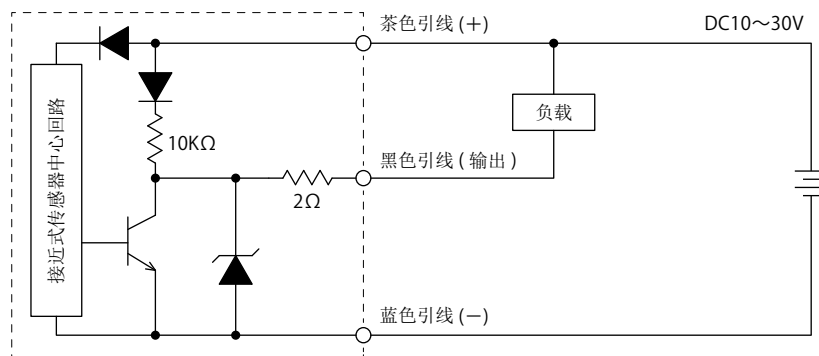 茶色引线 (+)
DC10～30V
接近式传感器中心回路
10KΩ
负载
黑色引线 ( 输出 )
2Ω
蓝色引线 (−)